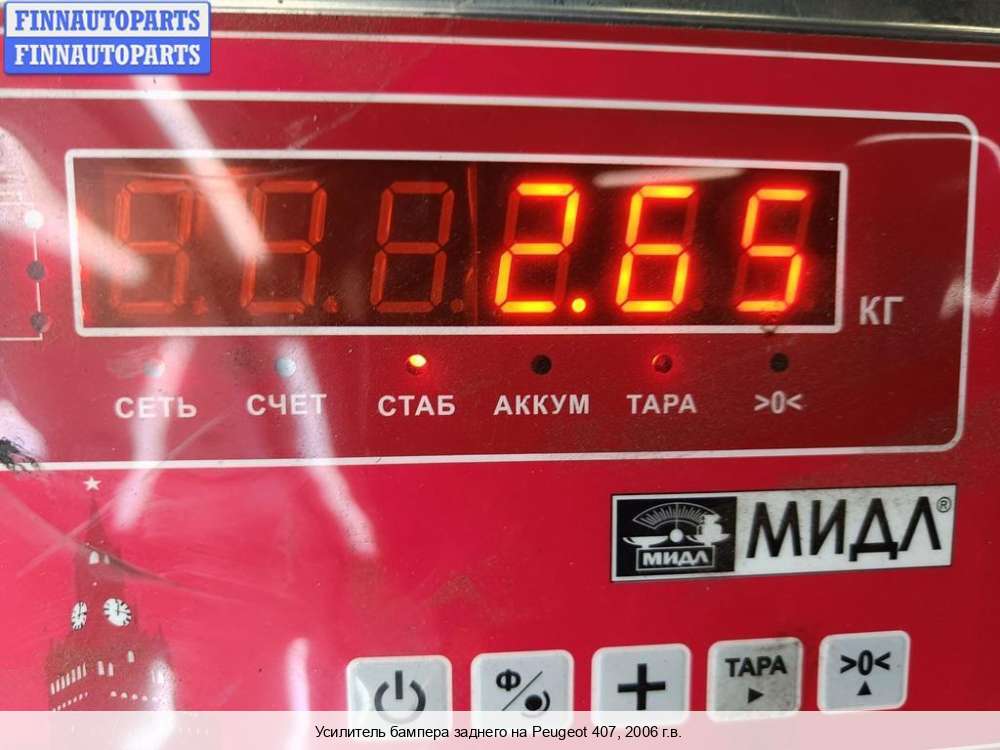 FINNAUTOPARTS
FINNAUTOPARTS
2.65
КГ
СЕТЬ СЧЕТ СТАБ АККУМ ТАРА >0<
МИДЛ МИДЛ®
Ф ТАРА >0<
Усилитель бампера заднего на Peugeot 407, 2006 г.в.